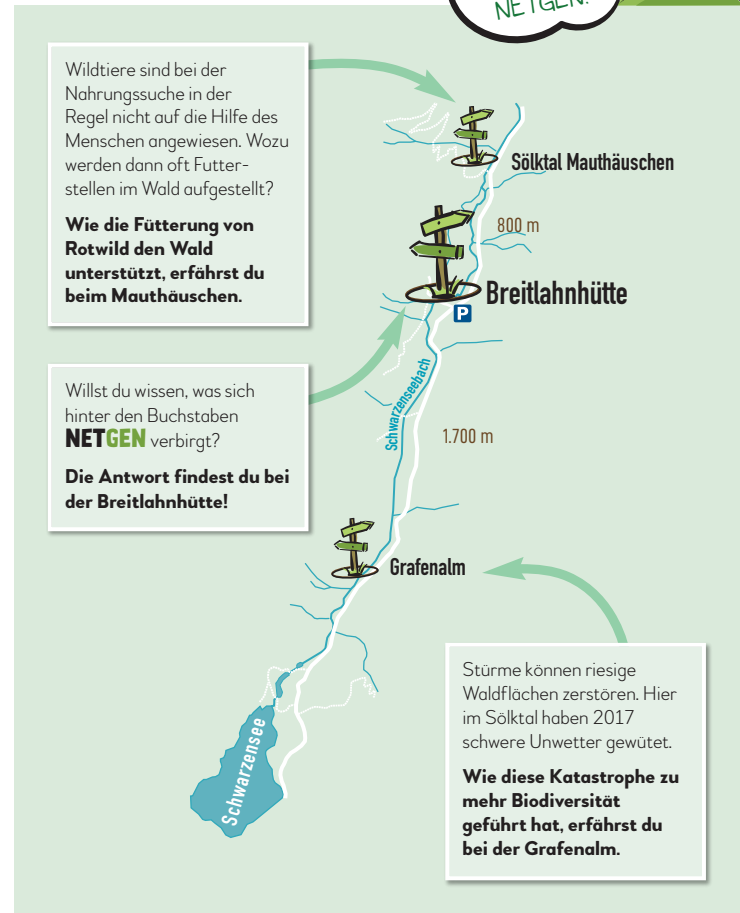 NETGEN!
Wildtiere sind bei der
Nahrungssuche in der
Regel nicht auf die Hilfe des
Menschen angewiesen. Wozu
werden dann oft Futter-
stellen im Wald aufgestellt?
Wie die Fütterung von
Rotwild den Wald
unterstützt, erfährst du
beim Mauthäuschen.
Sölktal Mauthäuschen
800 m
Breitlahnhütte
P
Willst du wissen, was sich
hinter den Buchstaben
NETGEN verbirgt?
Die Antwort findest du bei
der Breitlahnhütte!
Schwarzenseebach
1.700 m
Grafenalm
Stürme können riesige
Waldflächen zerstören. Hier
im Sölktal haben 2017
schwere Unwetter gewütet.
Wie diese Katastrophe zu
mehr Biodiversität
geführt hat, erfährst du
bei der Grafenalm.
Schwarzensee